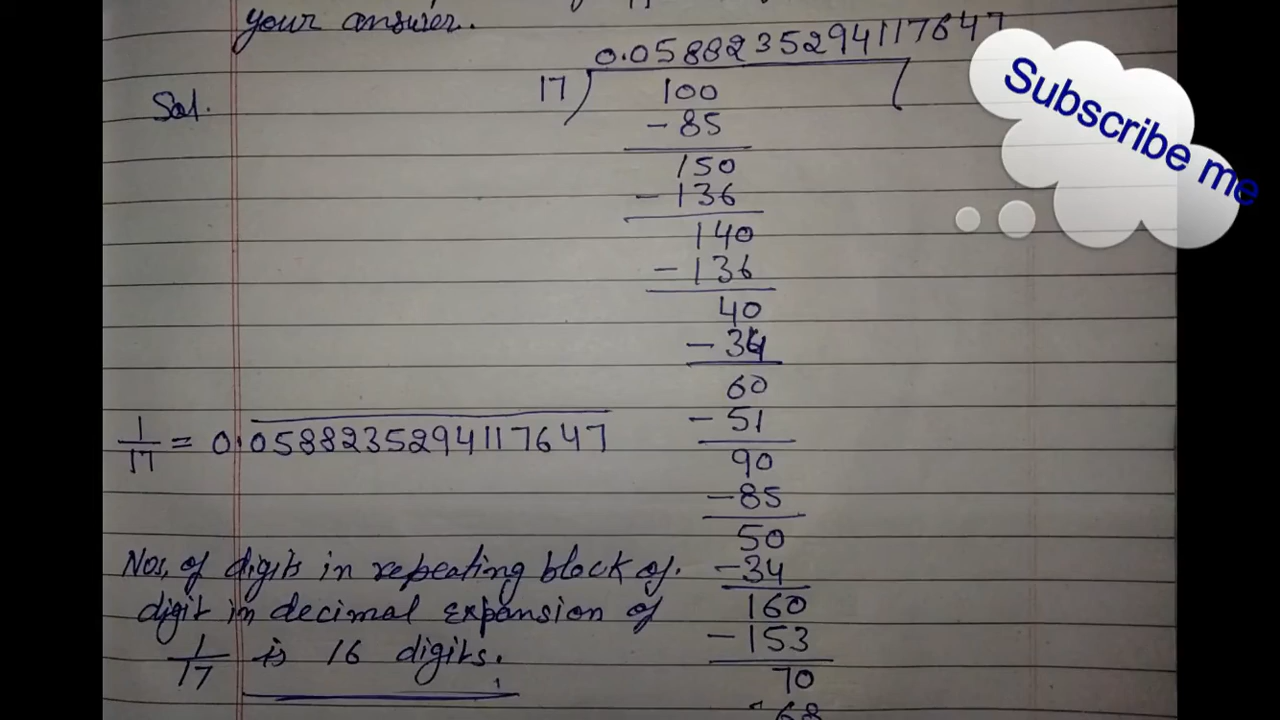 your answer.
0.0588235294117647
Sol.
17
100
-85
150
-136
140
-136
40
-34
60
-51
90
-85
50
-34
160
-153
70
68
1/17 = 0.0588235294117647
Nos. of digits in repeating block of.
digit in decimal expansion of
1/17 is 16 digits.
Subscribe me